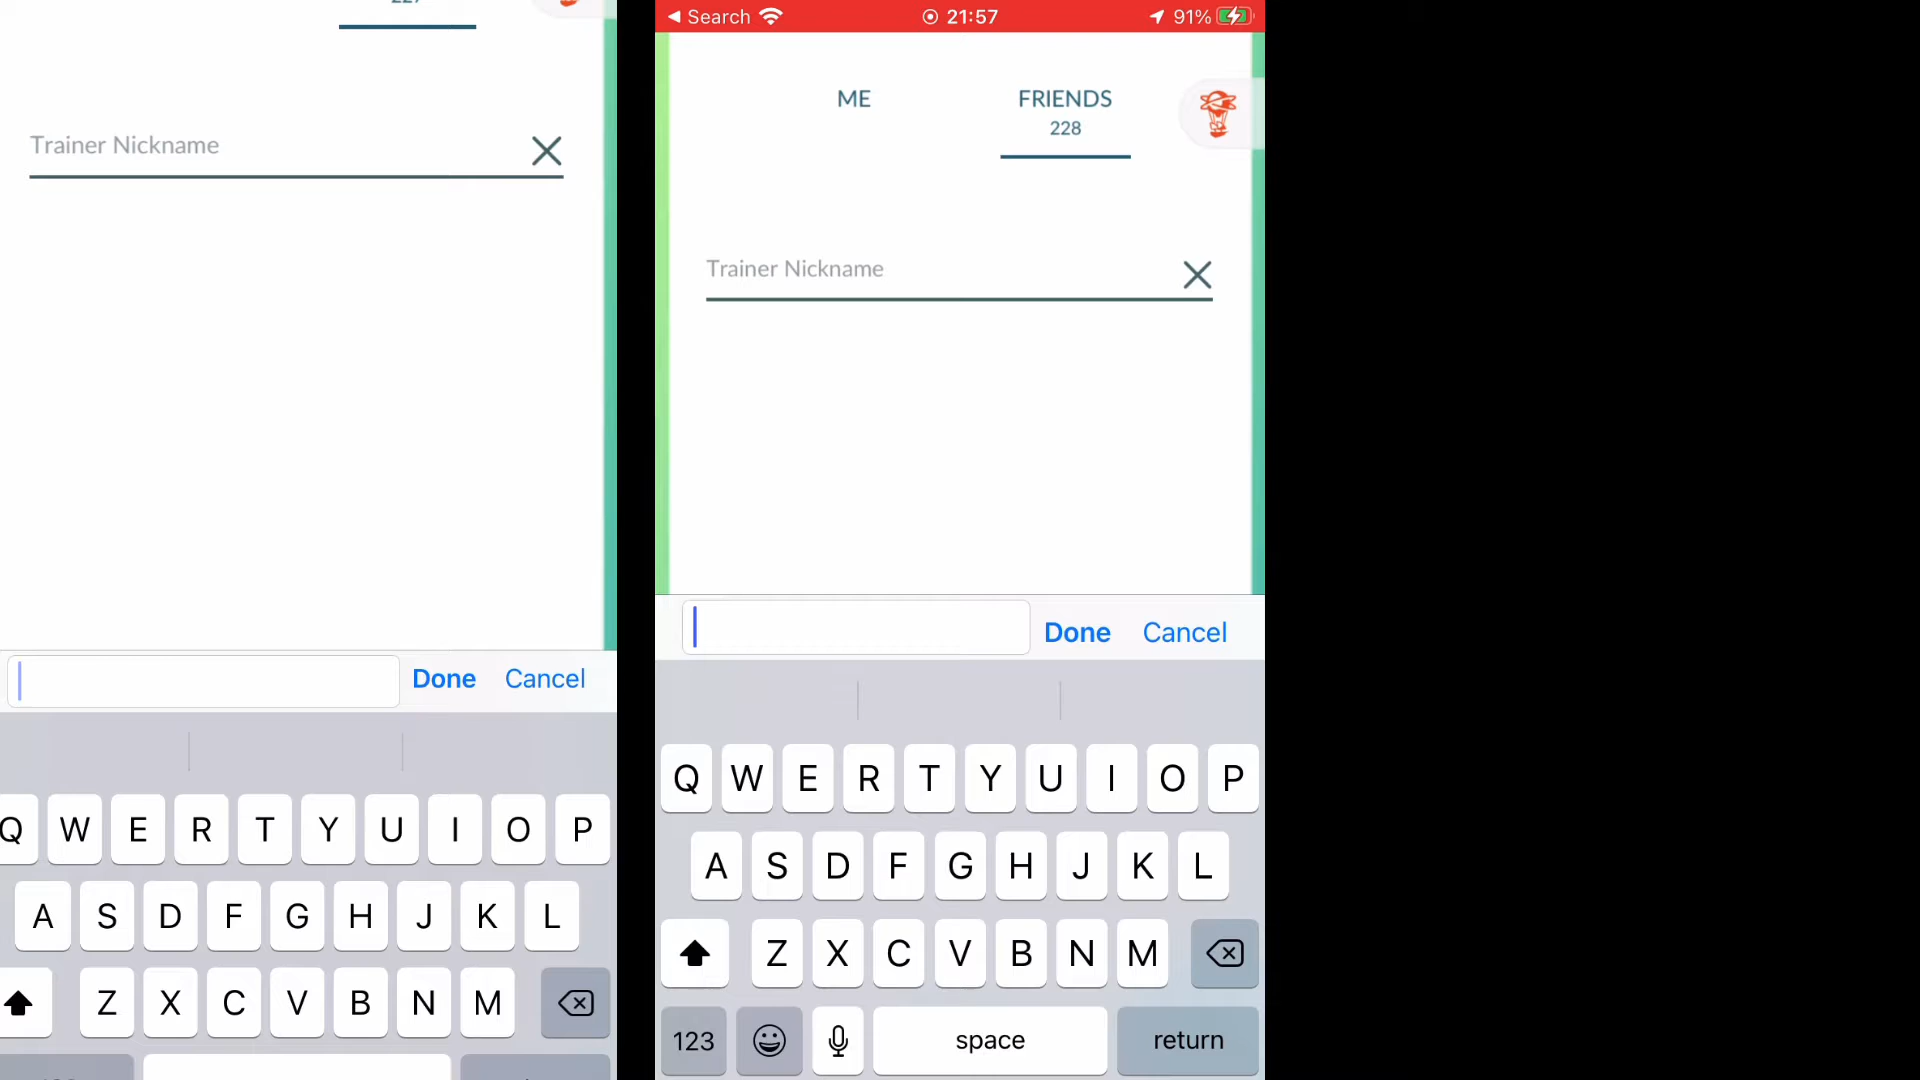 Trainer Nickname
Done Cancel
Q W E R T Y U I O P
A S D F G H J K L
Z X C V B N M
Search 21:57 91%
ME FRIENDS
228
Trainer Nickname
Done Cancel
Q W E R T Y U I O P
A S D F G H J K L
Z X C V B N M
123 space return